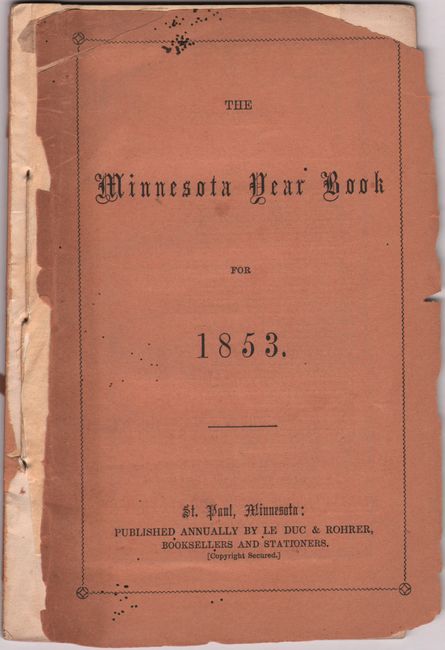 THE
Minnesota Year Book
FOR
1853.
St. Paul, Minnesota:
PUBLISHED ANNUALLY BY LE DUC & ROHRER,
BOOKSELLERS AND STATIONERS.
[Copyright Secured.]